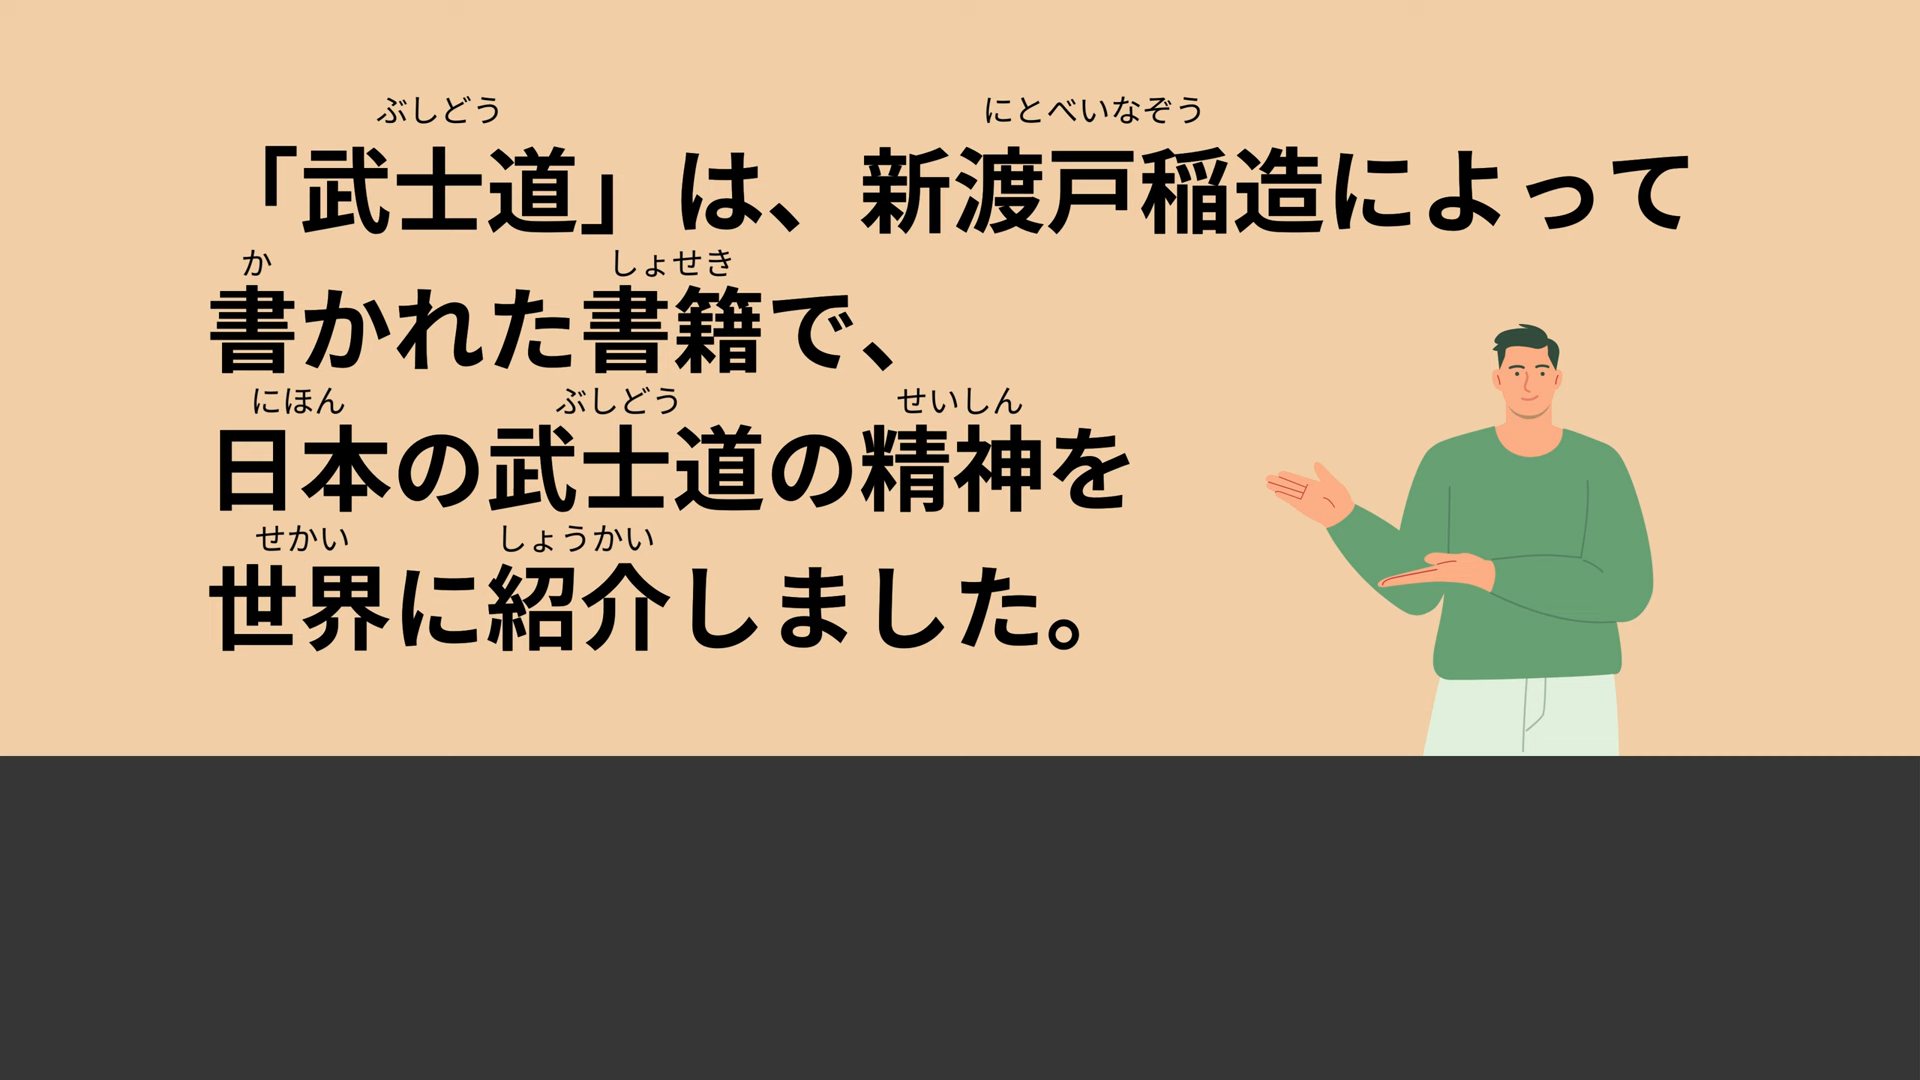 ぶしどう にとべいなぞう
「武士道」は、新渡戸稲造によって
か しょせき
書かれた書籍で、
にほん ぶしどう せいしん
日本の武士道の精神を
せかい しょうかい
世界に紹介しました。